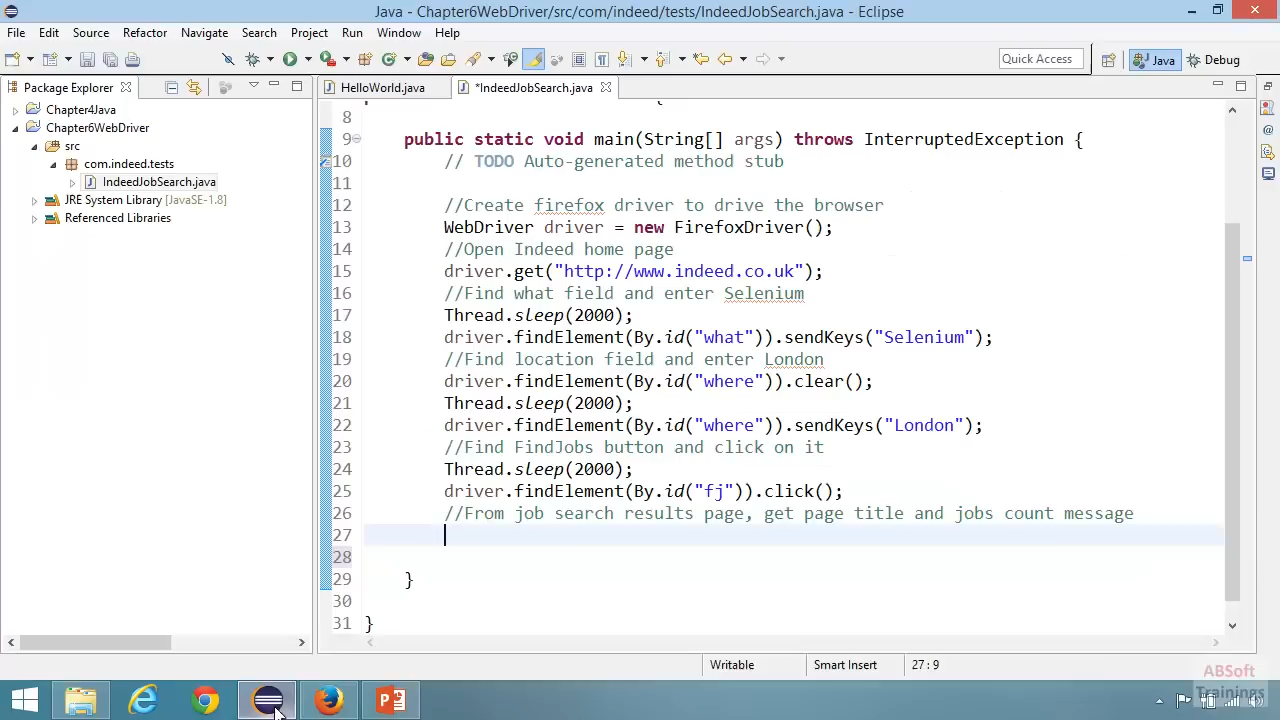 Java - Chapter6WebDriver/src/com/indeed/tests/IndeedJobSearch.java - Eclipse
File Edit Source Refactor Navigate Search Project Run Window Help
Quick Access
Java
Debug
Package Explorer
HelloWorld.java
*IndeedJobSearch.java
Chapter4Java
Chapter6WebDriver
src
com.indeed.tests
IndeedJobSearch.java
JRE System Library [JavaSE-1.8]
Referenced Libraries
8
9 public static void main(String[] args) throws InterruptedException {
10 // TODO Auto-generated method stub
11
12 //Create firefox driver to drive the browser
13 WebDriver driver = new FirefoxDriver();
14 //Open Indeed home page
15 driver.get("http://www.indeed.co.uk");
16 //Find what field and enter Selenium
17 Thread.sleep(2000);
18 driver.findElement(By.id("what")).sendKeys("Selenium");
19 //Find location field and enter London
20 driver.findElement(By.id("where")).clear();
21 Thread.sleep(2000);
22 driver.findElement(By.id("where")).sendKeys("London");
23 //Find FindJobs button and click on it
24 Thread.sleep(2000);
25 driver.findElement(By.id("fj")).click();
26 //From job search results page, get page title and jobs count message
27
28
29 }
30
31 }
Writable
Smart Insert
27 : 9
ABSoft
Trainings